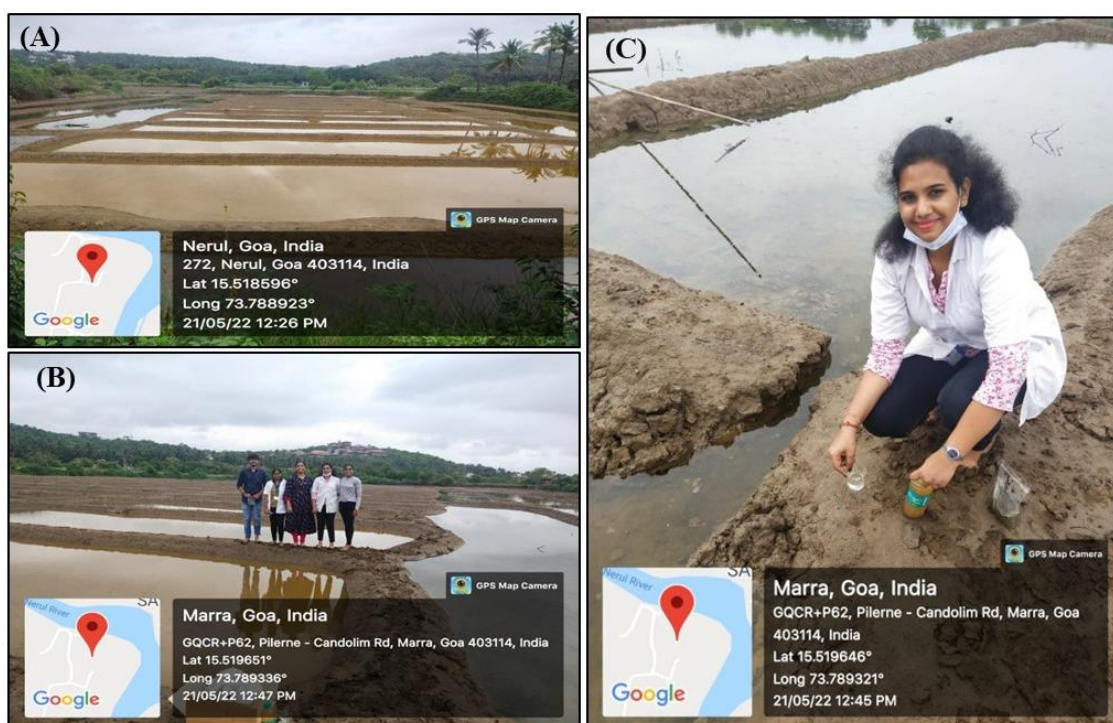 (A)
GPS Map Camera
Google
Nerul, Goa, India
272, Nerul, Goa 403114, India
Lat 15.518596°
Long 73.788923°
21/05/22 12:26 PM
(B)
GPS Map Camera
Nerul River
SA
Google
Marra, Goa, India
GQCR+P62, Pilerne - Candolim Rd, Marra, Goa 403114, India
Lat 15.519651°
Long 73.789336°
21/05/22 12:47 PM
(C)
GPS Map Camera
Nerul River
SA
Google
Marra, Goa, India
GQCR+P62, Pilerne - Candolim Rd, Marra, Goa
403114, India
Lat 15.519646°
Long 73.789321°
21/05/22 12:45 PM